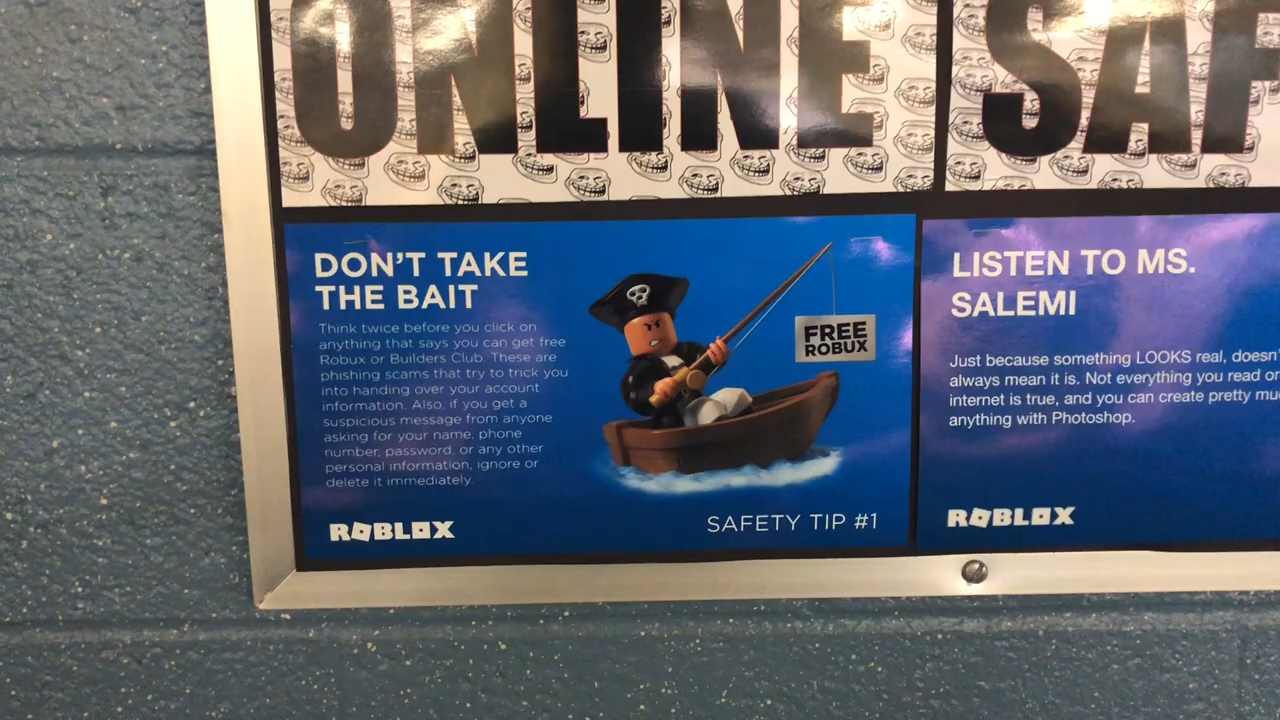 ONLINE SAF
DON'T TAKE
THE BAIT
Think twice before you click on
anything that says you can get free
Robux or Builders Club. These are
phishing scams that try to trick you
into handing over your account
information. Also, if you get a
suspicious message from anyone
asking for your name, phone
number, password, or any other
personal information, ignore or
delete it immediately.
FREE
ROBUX
ROBLOX
SAFETY TIP #1
LISTEN TO MS.
SALEMI
Just because something LOOKS real, doesn'
always mean it is. Not everything you read or
internet is true, and you can create pretty mu
anything with Photoshop.
ROBLOX